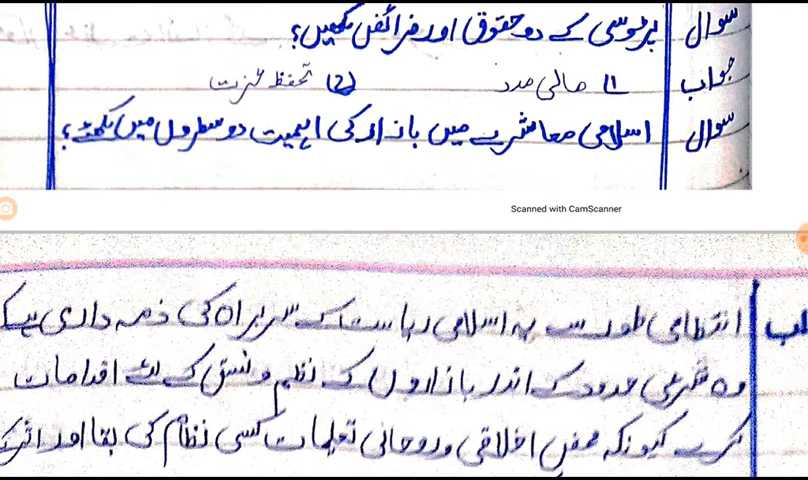 سوال پڑوسی کے دو حقوق اور فرائض لکھیں؟
جواب (1) مالی مدد (2) تحفظ عزت
سوال اسلامی معاشرے میں بازار کی اہمیت دو سطروں میں لکھئے؟
Scanned with CamScanner
اب انتظامی طور سے یہ اسلامی ریاست کے سربراہ کی ذمہ داری ہے کہ
وہ شرعی حدود کے اندر بازاروں کے نظم و نسق کے لئے اقدامات
کرے کیونکہ محض اخلاقی و روحانی تعلیمات کسی نظام کی بقا اور